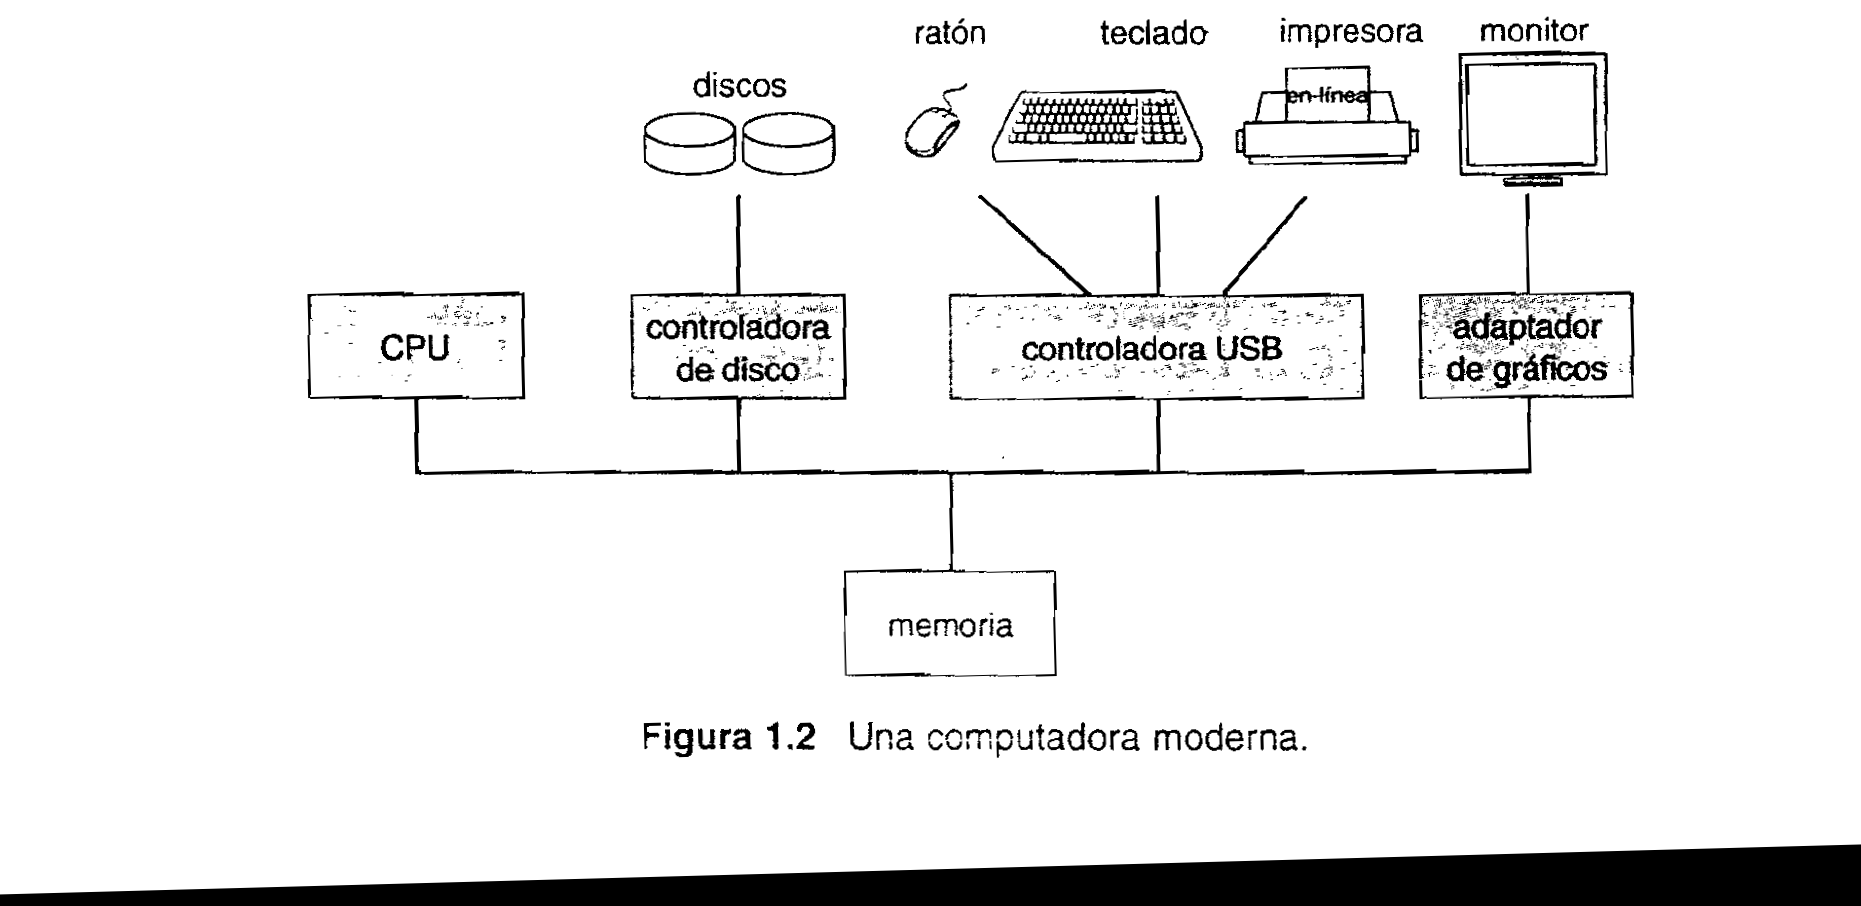 ratón
teclado
impresora
monitor
discos
en-línea
CPU
controladora
de disco
controladora USB
adaptador
de gráficos
memoria
Figura 1.2 Una computadora moderna.